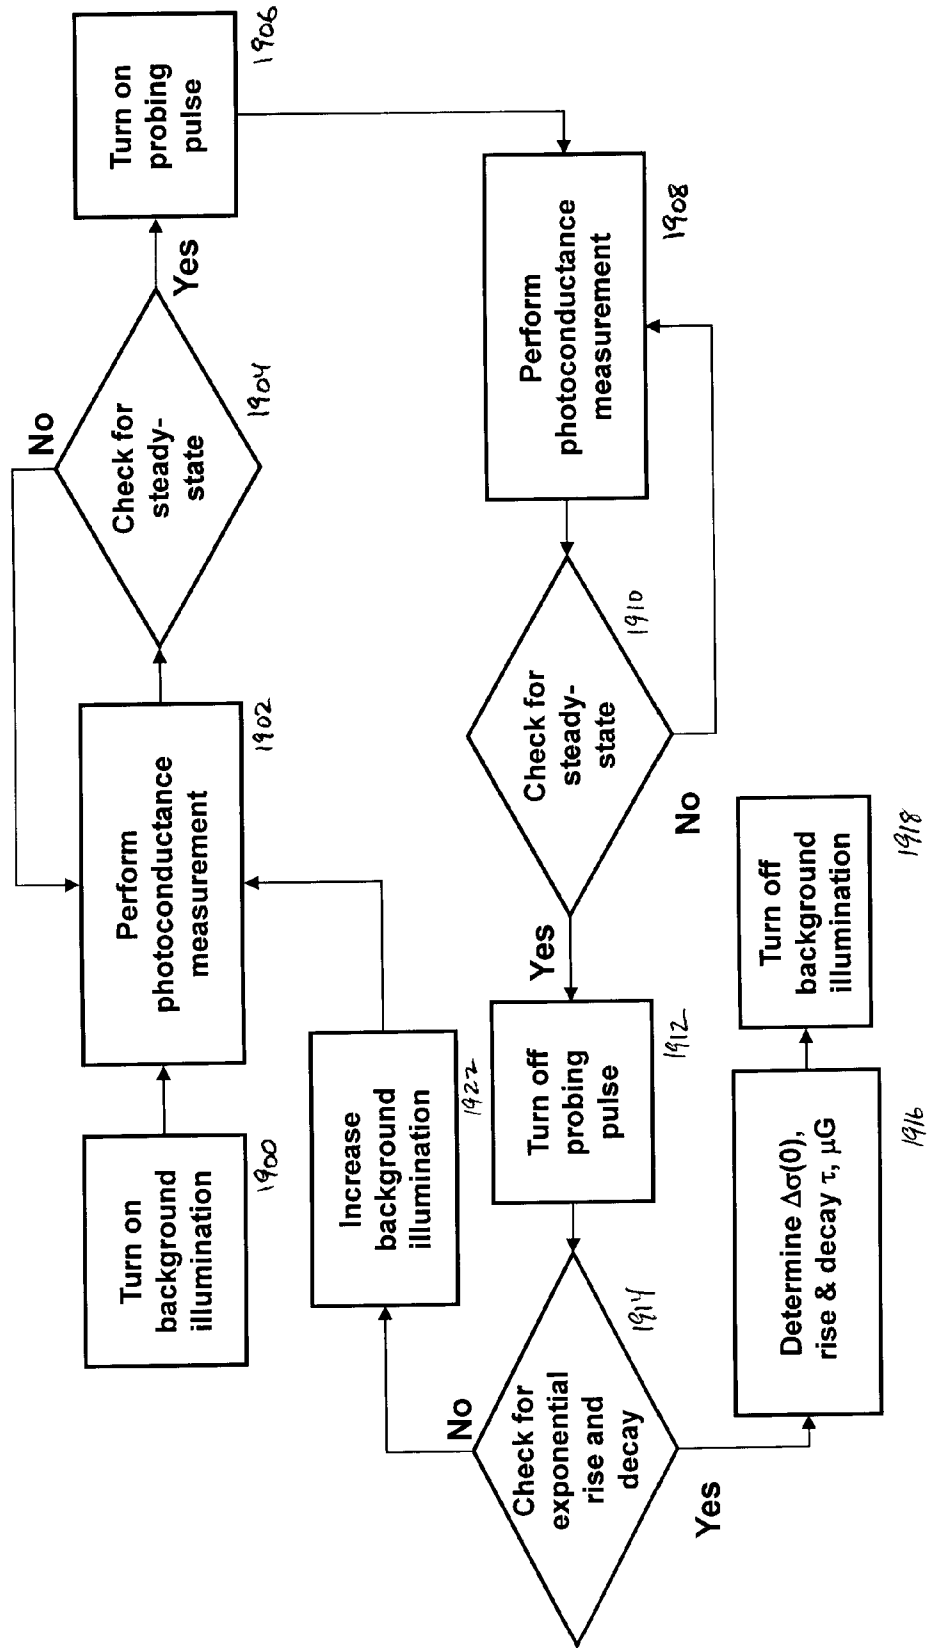 Turn on
background
illumination
1900
Perform
photoconductance
measurement
1902
Check for
steady-
state
1904
No
Yes
Turn on
probing
pulse
1906
Perform
photoconductance
measurement
1908
Check for
steady-
state
1910
No
Yes
Turn off
probing
pulse
1912
Check for
exponential
rise and
decay
1914
No
Increase
background
illumination
1922
Yes
Determine Δσ(0),
rise & decay τ, μG
1916
Turn off
background
illumination
1918